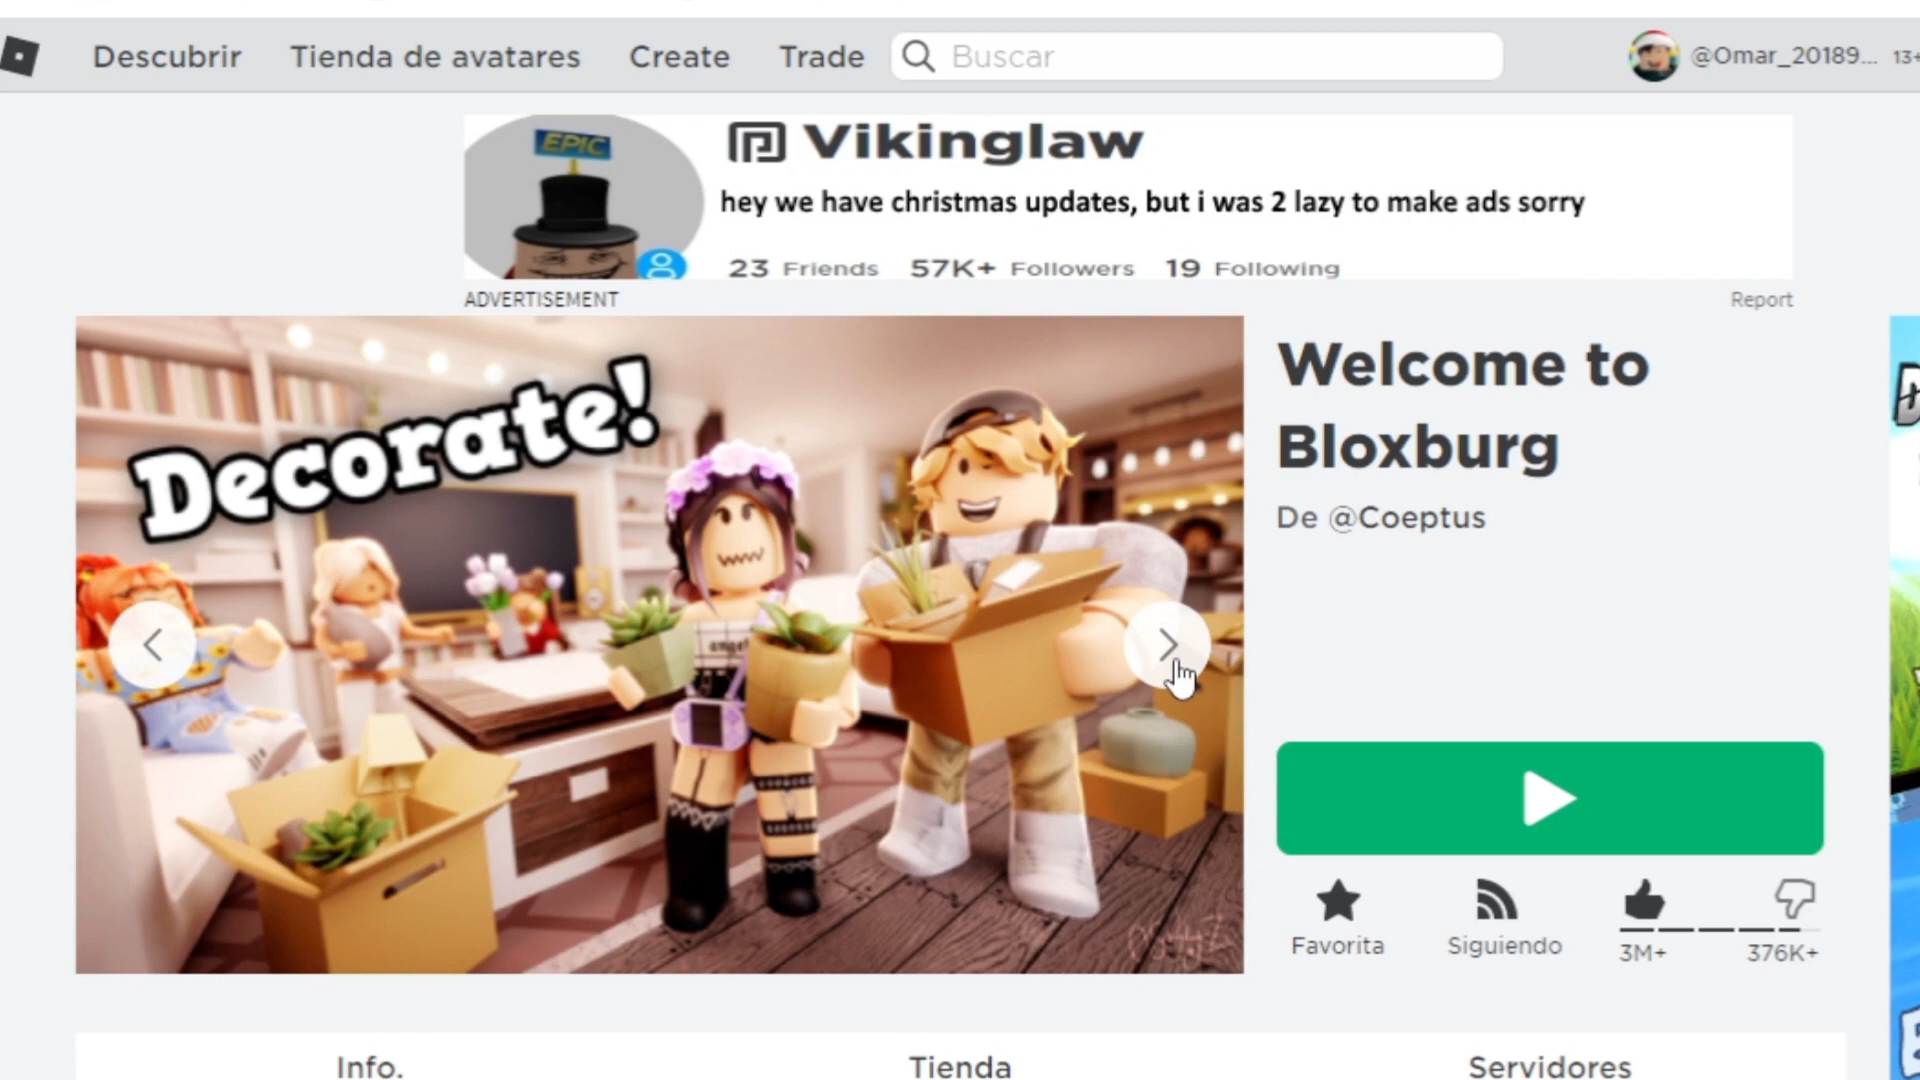 Descubrir Tienda de avatares Create Trade Buscar @Omar_20189... 13+
EPIC
Vikinglaw
hey we have christmas updates, but i was 2 lazy to make ads sorry
23 Friends 57K+ Followers 19 Following
ADVERTISEMENT Report
Decorate!
angel
Welcome to
Bloxburg
De @Coeptus
Favorita Siguiendo 3M+ 376K+
Info. Tienda Servidores